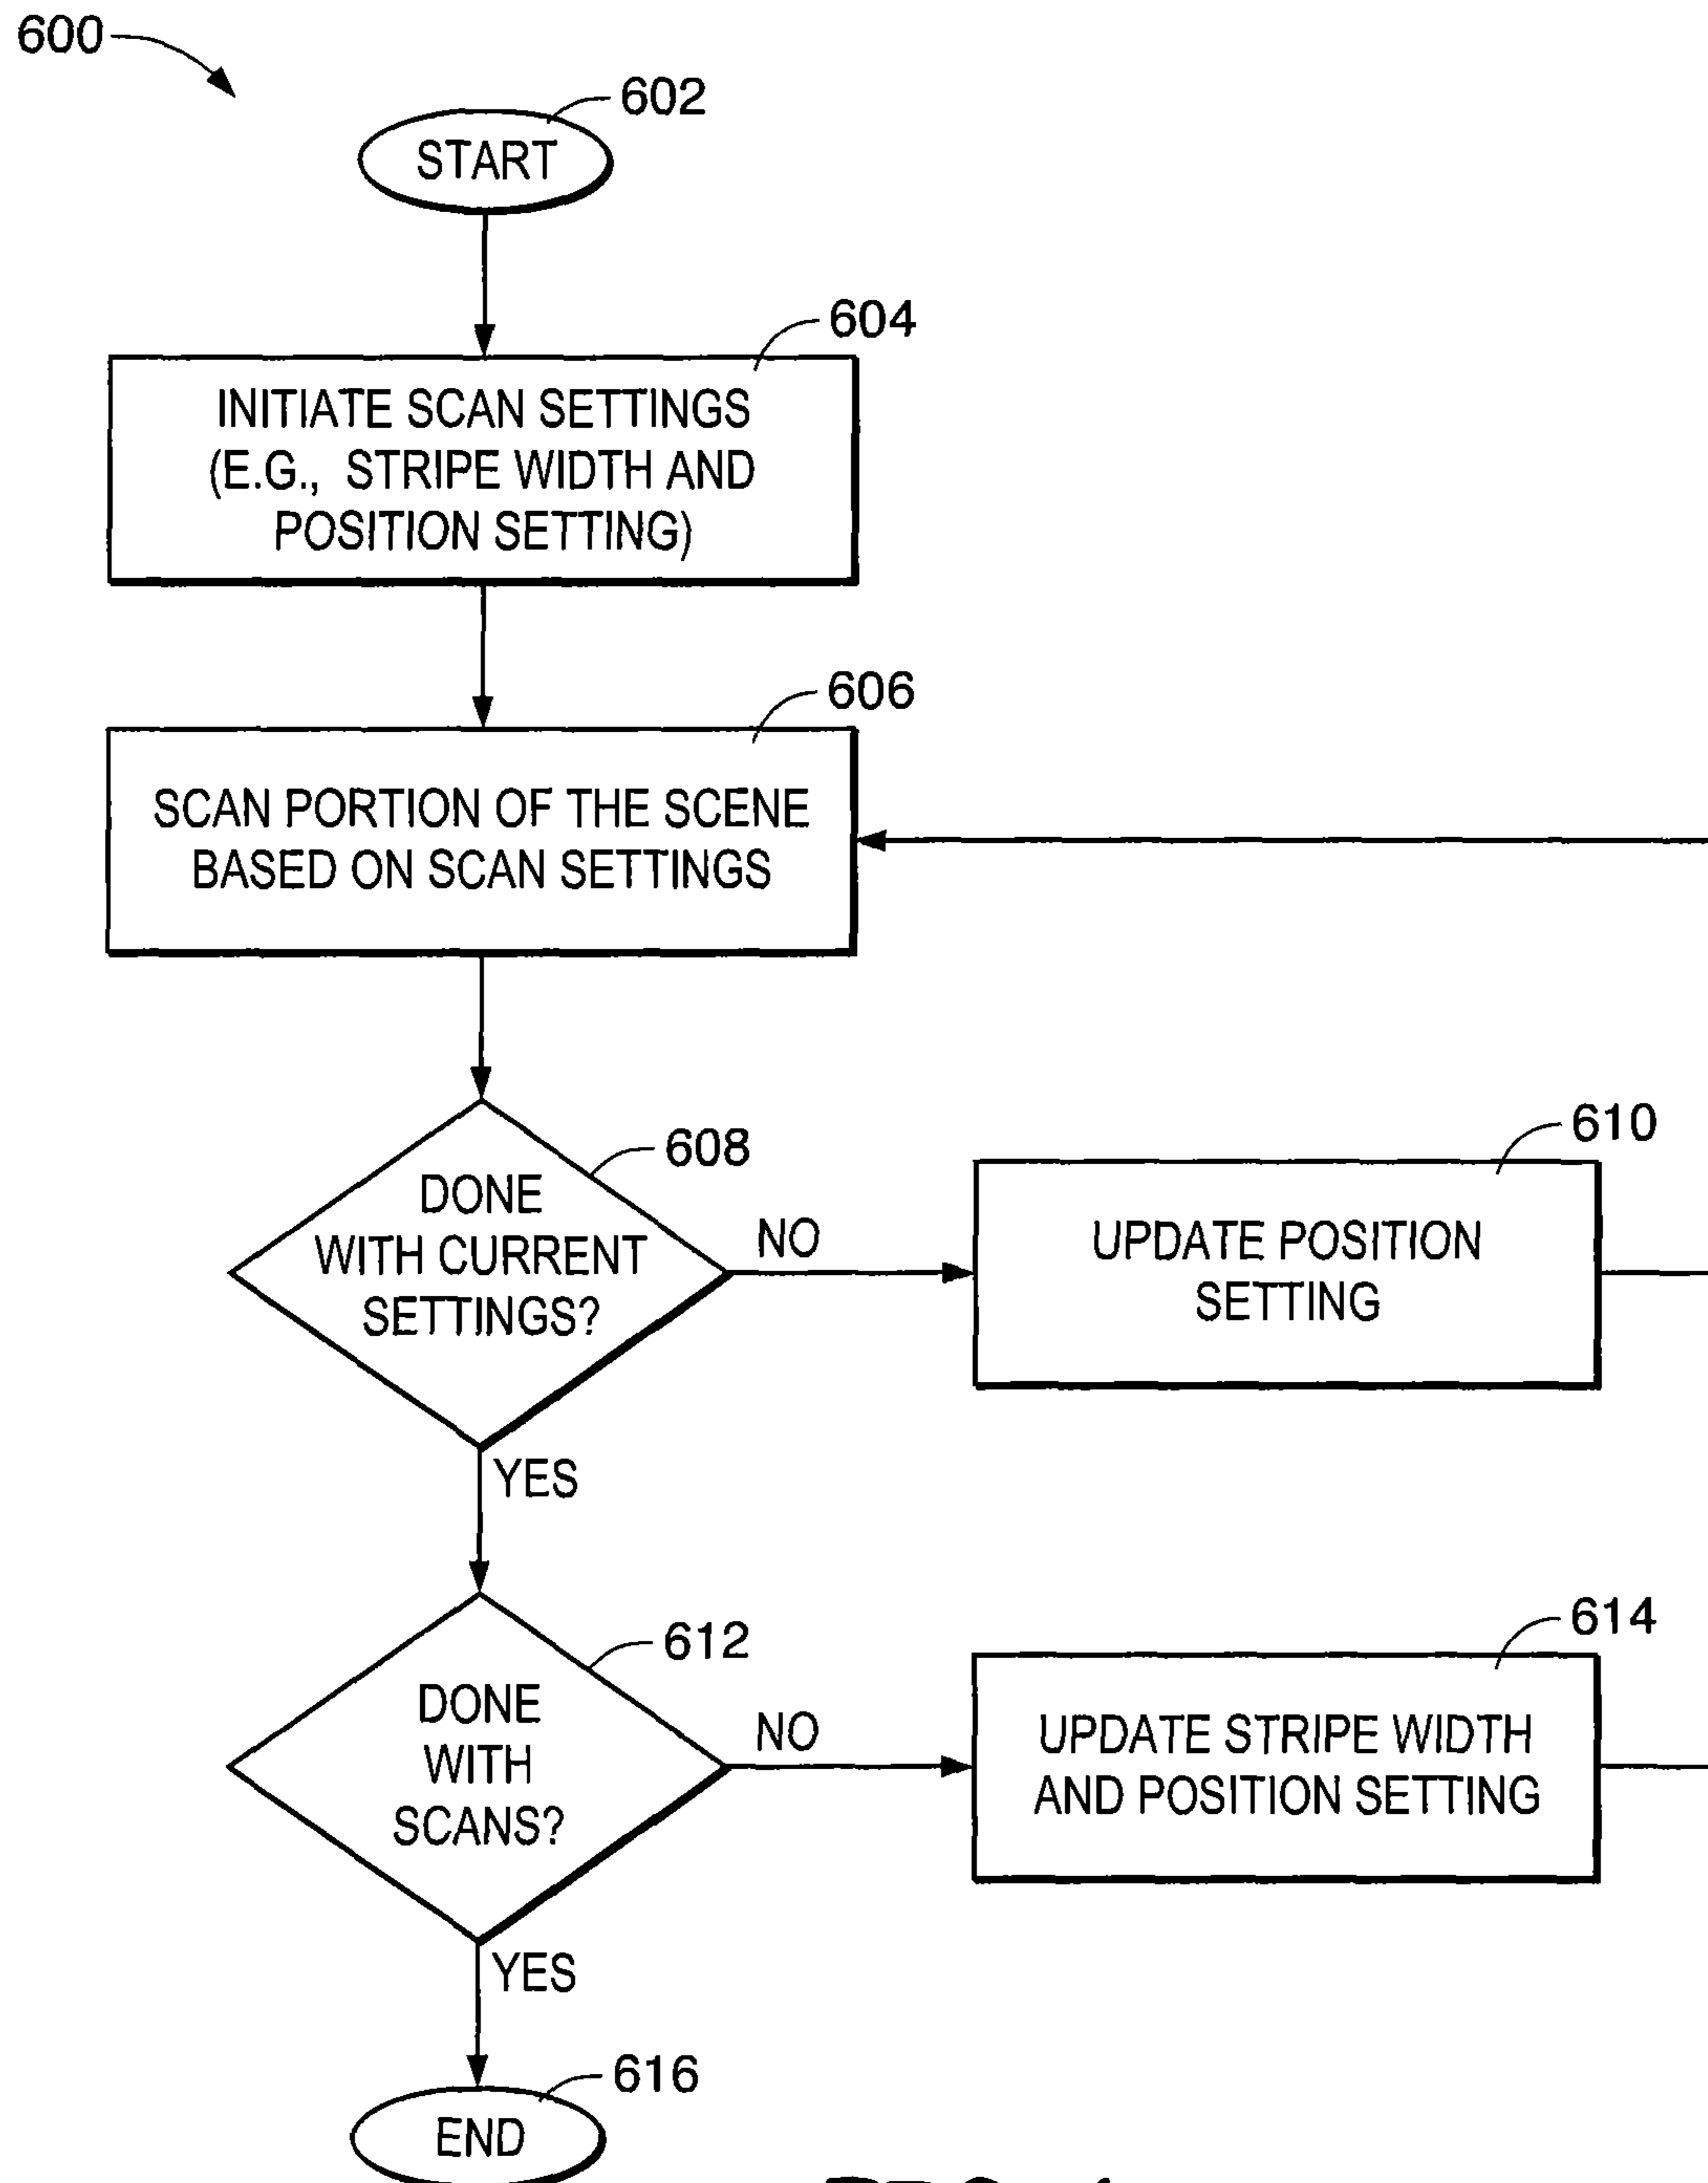 600
602
START
604
INITIATE SCAN SETTINGS
(E.G., STRIPE WIDTH AND
POSITION SETTING)
606
SCAN PORTION OF THE SCENE
BASED ON SCAN SETTINGS
608
DONE
WITH CURRENT
SETTINGS?
NO
610
UPDATE POSITION
SETTING
YES
612
DONE
WITH
SCANS?
NO
614
UPDATE STRIPE WIDTH
AND POSITION SETTING
YES
616
END